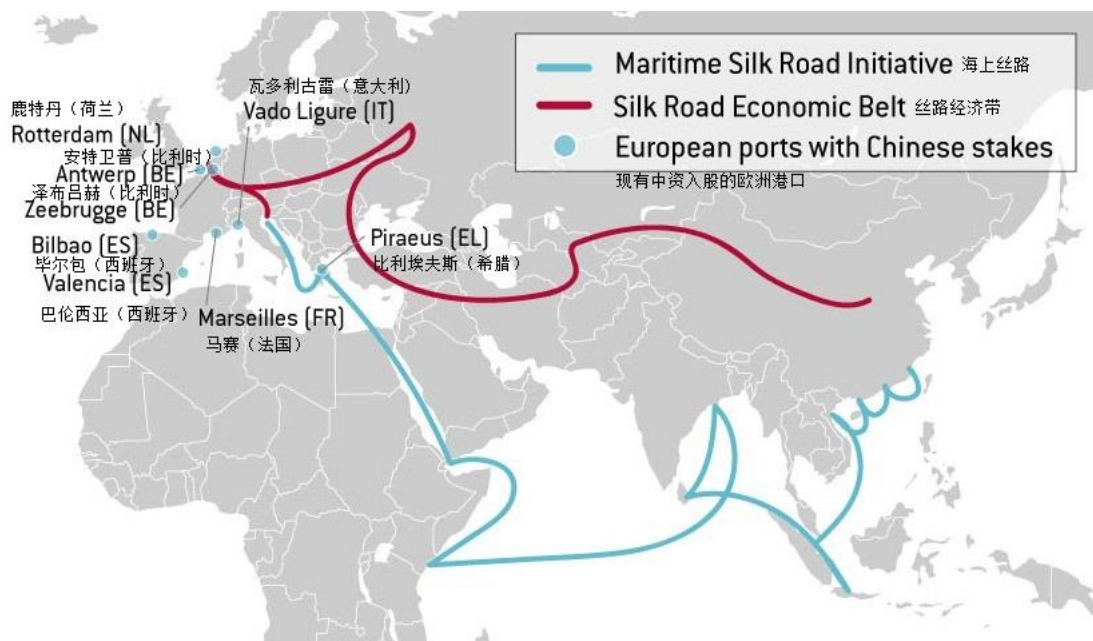 Maritime Silk Road Initiative 海上丝路
Silk Road Economic Belt 丝路经济带
European ports with Chinese stakes
现有中资入股的欧洲港口
瓦多利古雷（意大利）
Vado Ligure (IT)
鹿特丹（荷兰）
Rotterdam (NL)
安特卫普（比利时）
Antwerp (BE)
泽布吕赫（比利时）
Zeebrugge (BE)
Bilbao (ES)
毕尔包（西班牙）
Valencia (ES)
巴伦西亚（西班牙）
Marseilles (FR)
马赛（法国）
Piraeus (EL)
比利埃夫斯（希腊）